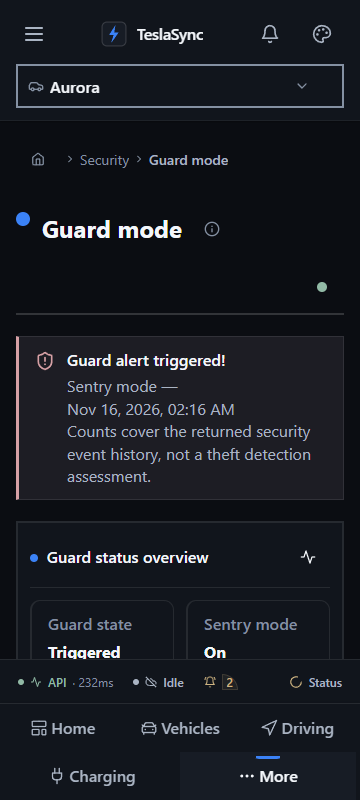 TeslaSync
Aurora
Security
Guard mode
Guard mode
Guard alert triggered!
Sentry mode —
Nov 16, 2026, 02:16 AM
Counts cover the returned security
event history, not a theft detection
assessment.
Guard status overview
Guard state
Sentry mode
Triggered
On
API · 232ms
Idle
2
Status
Home
Vehicles
Driving
Charging
More